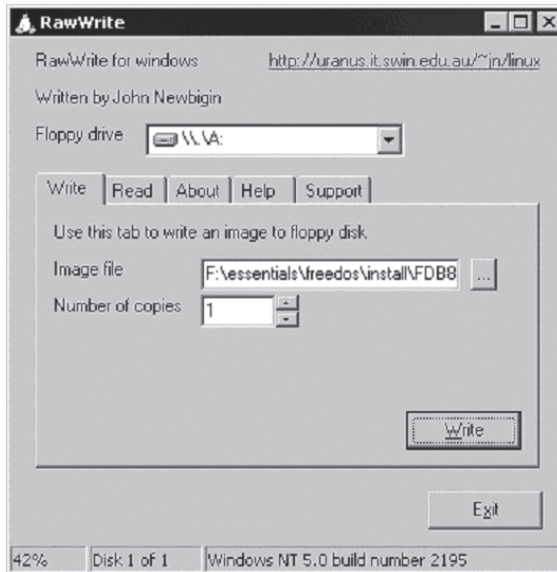 RawWrite
RawWrite for windows http://uranus.it.swin.edu.au/~jn/linux
Written by John Newbigin
Floppy drive \\.\A:
Write Read About Help Support
Use this tab to write an image to floppy disk
Image file F:\essentials\freedos\install\FDB8 ...
Number of copies 1
Write
Exit
42% Disk 1 of 1 Windows NT 5.0 build number 2195